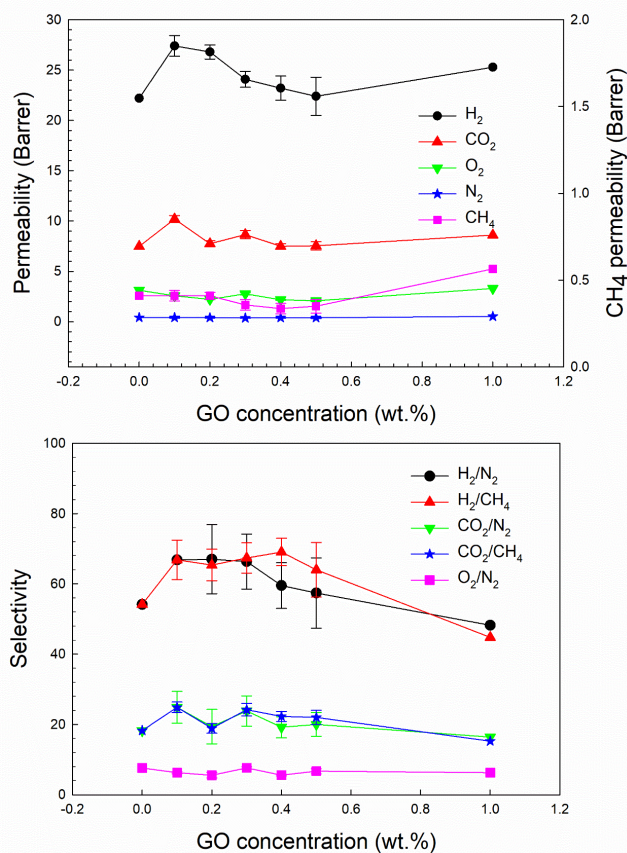 30
25
20
15
10
5
0
Permeability (Barrer)
2.0
1.5
1.0
0.5
0.0
CH4 permeability (Barrer)
H2
CO2
O2
N2
CH4
-0.2 0.0 0.2 0.4 0.6 0.8 1.0 1.2
GO concentration (wt.%)
100
80
60
40
20
0
Selectivity
H2/N2
H2/CH4
CO2/N2
CO2/CH4
O2/N2
-0.2 0.0 0.2 0.4 0.6 0.8 1.0 1.2
GO concentration (wt.%)